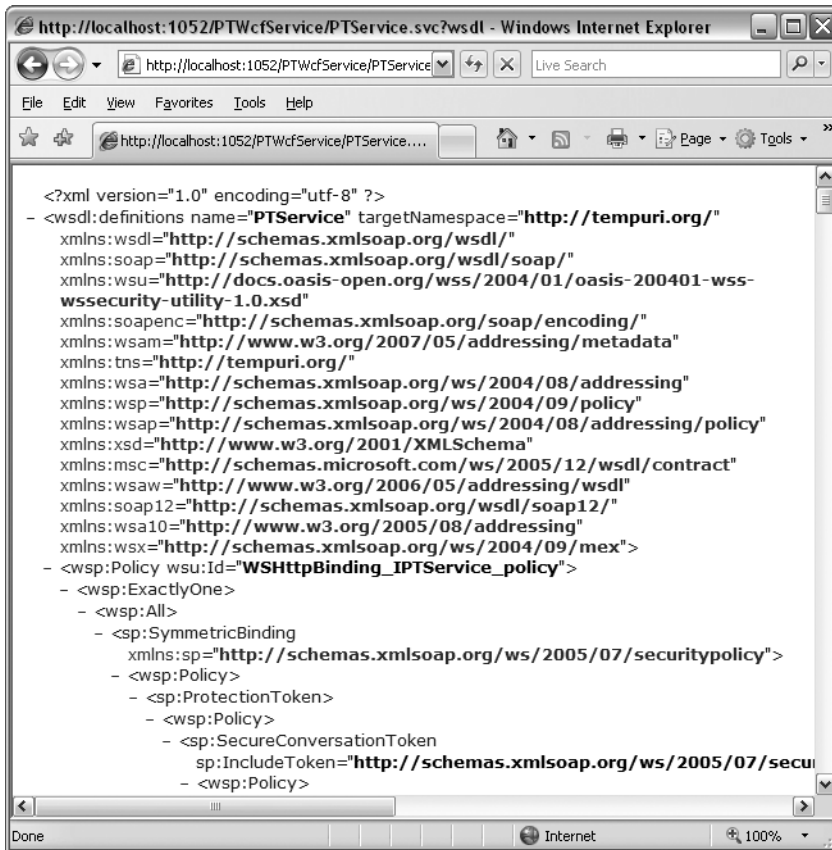 http://localhost:1052/PTWcfService/PTService.svc?wsdl - Windows Internet Explorer
http://localhost:1052/PTWcfService/PTService
Live Search
File Edit View Favorites Tools Help
http://localhost:1052/PTWcfService/PTService....
Page Tools »
<?xml version="1.0" encoding="utf-8" ?>
- <wsdl:definitions name="PTService" targetNamespace="http://tempuri.org/"
xmlns:wsdl="http://schemas.xmlsoap.org/wsdl/"
xmlns:soap="http://schemas.xmlsoap.org/wsdl/soap/"
xmlns:wsu="http://docs.oasis-open.org/wss/2004/01/oasis-200401-wss-
wssecurity-utility-1.0.xsd"
xmlns:soapenc="http://schemas.xmlsoap.org/soap/encoding/"
xmlns:wsam="http://www.w3.org/2007/05/addressing/metadata"
xmlns:tns="http://tempuri.org/"
xmlns:wsa="http://schemas.xmlsoap.org/ws/2004/08/addressing"
xmlns:wsp="http://schemas.xmlsoap.org/ws/2004/09/policy"
xmlns:wsap="http://schemas.xmlsoap.org/ws/2004/08/addressing/policy"
xmlns:xsd="http://www.w3.org/2001/XMLSchema"
xmlns:msc="http://schemas.microsoft.com/ws/2005/12/wsdl/contract"
xmlns:wsaw="http://www.w3.org/2006/05/addressing/wsdl"
xmlns:soap12="http://schemas.xmlsoap.org/wsdl/soap12/"
xmlns:wsa10="http://www.w3.org/2005/08/addressing"
xmlns:wsx="http://schemas.xmlsoap.org/ws/2004/09/mex">
- <wsp:Policy wsu:Id="WSHttpBinding_IPTService_policy">
- <wsp:ExactlyOne>
- <wsp:All>
- <sp:SymmetricBinding
xmlns:sp="http://schemas.xmlsoap.org/ws/2005/07/securitypolicy">
- <wsp:Policy>
- <sp:ProtectionToken>
- <wsp:Policy>
- <sp:SecureConversationToken
sp:IncludeToken="http://schemas.xmlsoap.org/ws/2005/07/secu
- <wsp:Policy>
Done Internet 100%